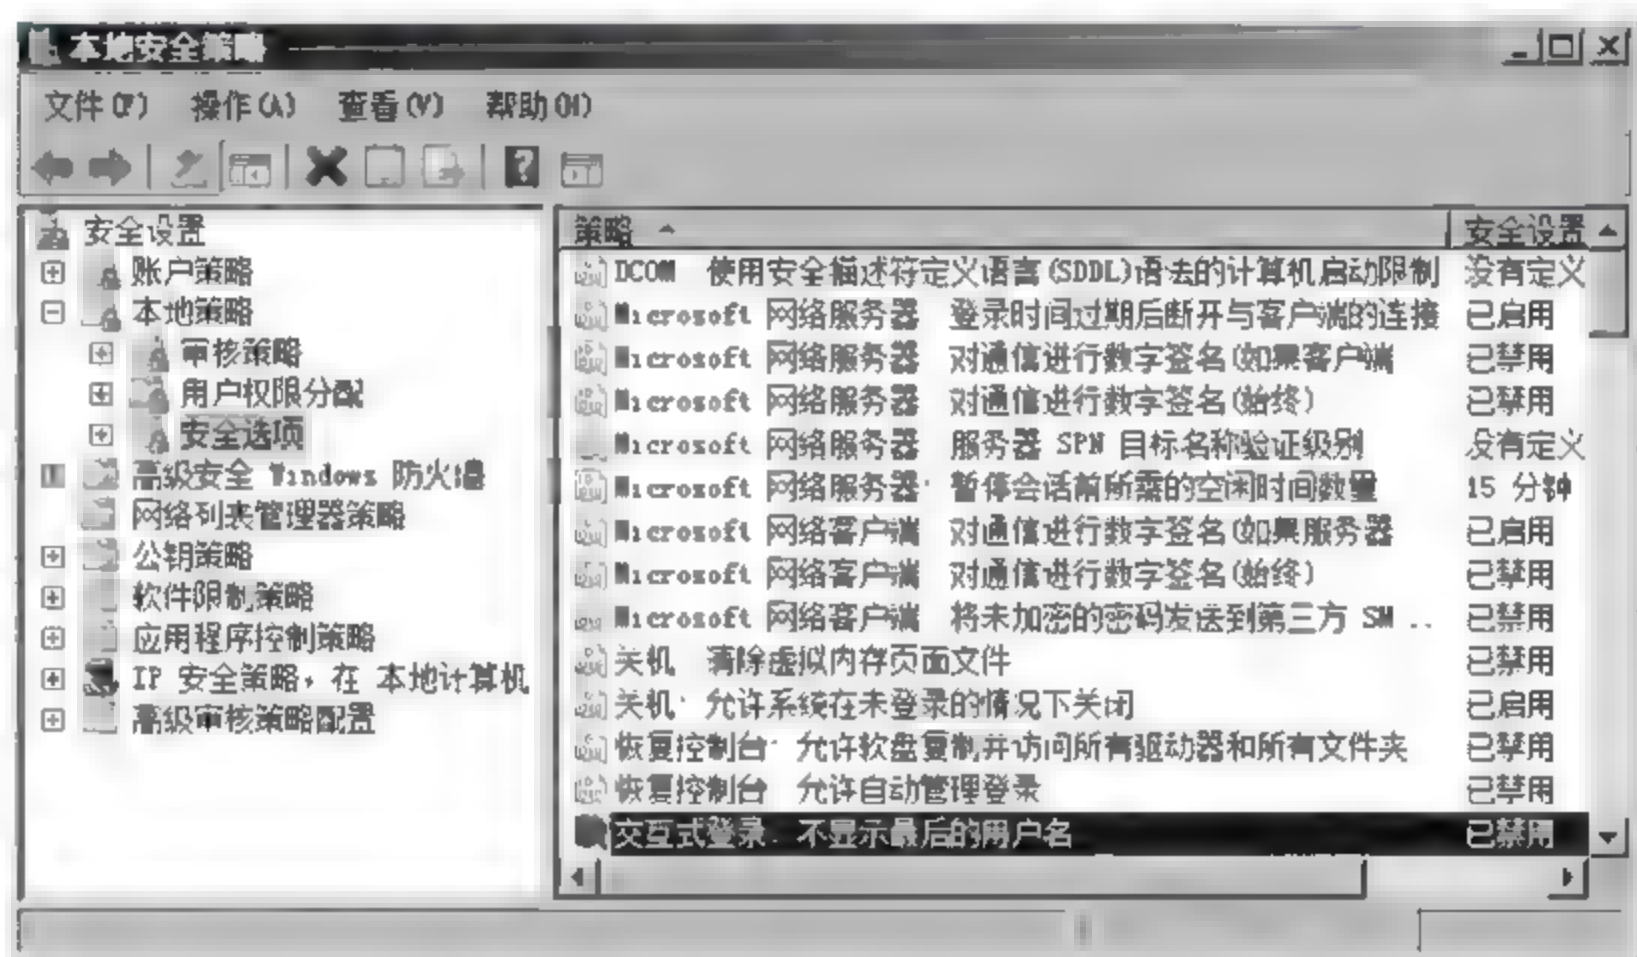 本地安全策略
文件(F) 操作(A) 查看(V) 帮助(H)
安全设置
账户策略
本地策略
审核策略
用户权限分配
安全选项
高级安全 Windows 防火墙
网络列表管理器策略
公钥策略
软件限制策略
应用程序控制策略
IP 安全策略，在 本地计算机
高级审核策略配置
策略 安全设置
DCOM 使用安全描述符定义语言(SDDL)语法的计算机启动限制 没有定义
Microsoft 网络服务器 登录时间过期后断开与客户端的连接 已启用
Microsoft 网络服务器 对通信进行数字签名(如果客户端 已禁用
Microsoft 网络服务器 对通信进行数字签名(始终) 已禁用
Microsoft 网络服务器 服务器 SPN 目标名称验证级别 没有定义
Microsoft 网络服务器· 暂停会话前所需的空闲时间数量 15 分钟
Microsoft 网络客户端 对通信进行数字签名(如果服务器 已启用
Microsoft 网络客户端 对通信进行数字签名(始终) 已禁用
Microsoft 网络客户端 将未加密的密码发送到第三方 SM .. 已禁用
关机 清除虚拟内存页面文件 已禁用
关机· 允许系统在未登录的情况下关闭 已启用
恢复控制台· 允许软盘复制并访问所有驱动器和所有文件夹 已禁用
恢复控制台 允许自动管理登录 已禁用
交互式登录· 不显示最后的用户名 已禁用